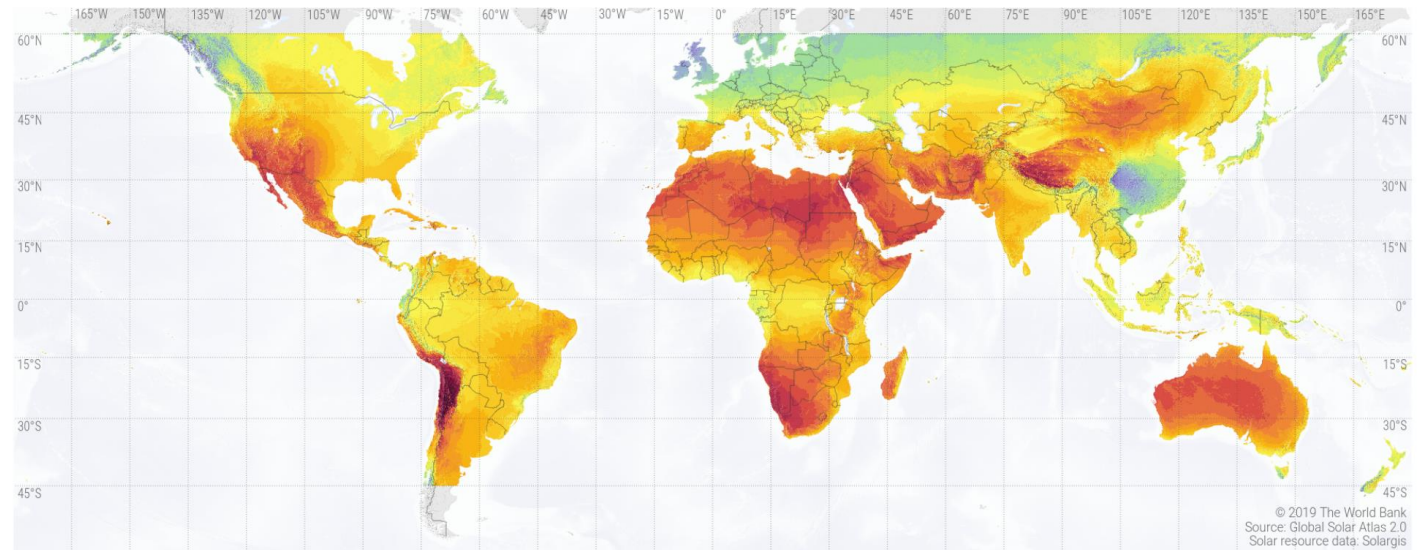 165°W 150°W 135°W 120°W 105°W 90°W 75°W 60°W 45°W 30°W 15°W 0° 15°E 30°E 45°E 60°E 75°E 90°E 105°E 120°E 135°E 150°E 165°E
60°N 60°N
45°N 45°N
30°N 30°N
15°N 15°N
0° 0°
15°S 15°S
30°S 30°S
45°S 45°S
© 2019 The World Bank
Source: Global Solar Atlas 2.0
Solar resource data: Solargis